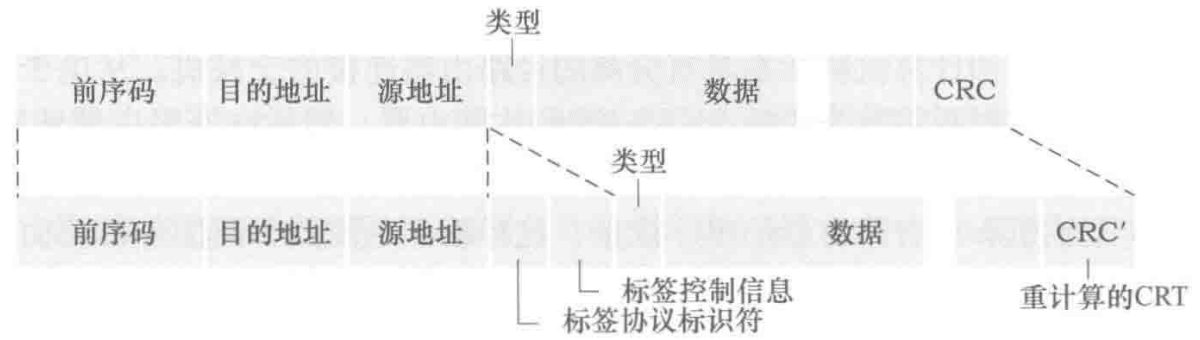 类型
前序码 目的地址 源地址 数据 CRC
类型
前序码 目的地址 源地址 数据 CRC'
标签控制信息 重计算的CRT
标签协议标识符